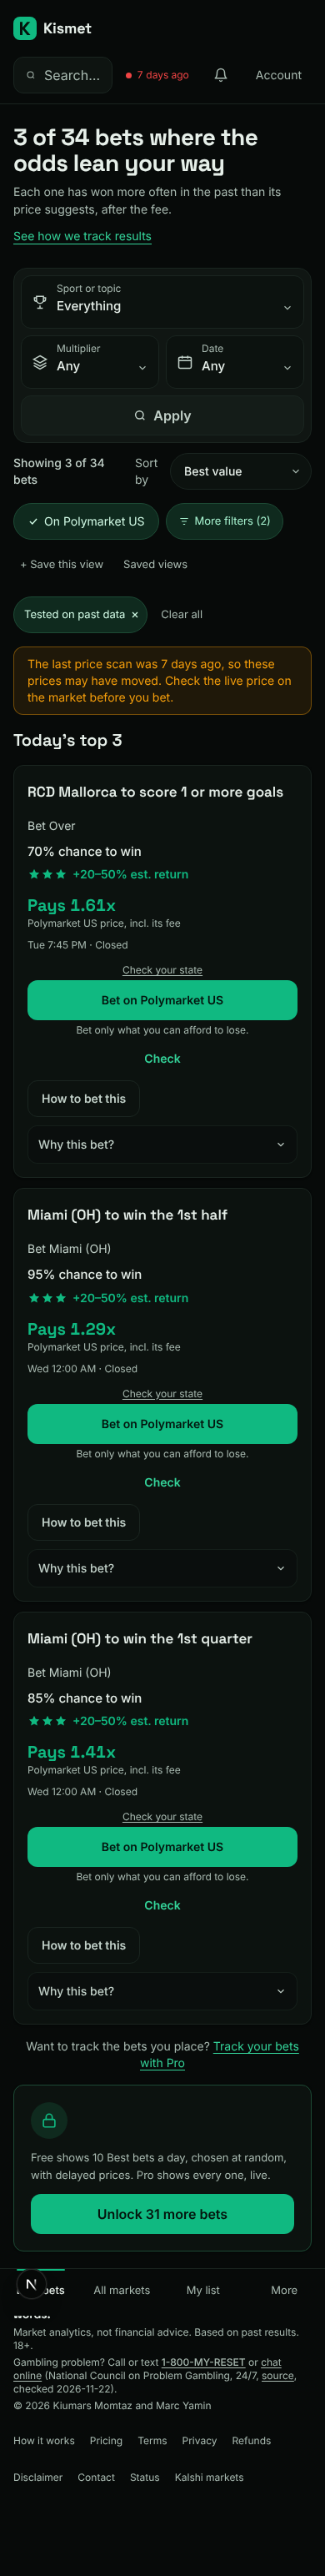 Kismet
Search...
7 days ago
Account
3 of 34 bets where the
odds lean your way
Each one has won more often in the past than its
price suggests, after the fee.
See how we track results
Sport or topic
Everything
Multiplier
Any
Date
Any
Apply
Showing 3 of 34
bets
Sort
by
Best value
On Polymarket US
More filters (2)
+ Save this view
Saved views
Tested on past data ×
Clear all
The last price scan was 7 days ago, so these
prices may have moved. Check the live price on
the market before you bet.
Today's top 3
RCD Mallorca to score 1 or more goals
Bet Over
70% chance to win
★★★ +20–50% est. return
Pays 1.61x
Polymarket US price, incl. its fee
Tue 7:45 PM · Closed
Check your state
Bet on Polymarket US
Bet only what you can afford to lose.
Check
How to bet this
Why this bet?
Miami (OH) to win the 1st half
Bet Miami (OH)
95% chance to win
★★★ +20–50% est. return
Pays 1.29x
Polymarket US price, incl. its fee
Wed 12:00 AM · Closed
Check your state
Bet on Polymarket US
Bet only what you can afford to lose.
Check
How to bet this
Why this bet?
Miami (OH) to win the 1st quarter
Bet Miami (OH)
85% chance to win
★★★ +20–50% est. return
Pays 1.41x
Polymarket US price, incl. its fee
Wed 12:00 AM · Closed
Check your state
Bet on Polymarket US
Bet only what you can afford to lose.
Check
How to bet this
Why this bet?
Want to track the bets you place? Track your bets
with Pro
Free shows 10 Best bets a day, chosen at random,
with delayed prices. Pro shows every one, live.
Unlock 31 more bets
N
bets
All markets
My list
More
words.
Market analytics, not financial advice. Based on past results.
18+.
Gambling problem? Call or text 1-800-MY-RESET or chat
online (National Council on Problem Gambling, 24/7, source,
checked 2026-11-22).
© 2026 Kiumars Momtaz and Marc Yamin
How it works
Pricing
Terms
Privacy
Refunds
Disclaimer
Contact
Status
Kalshi markets